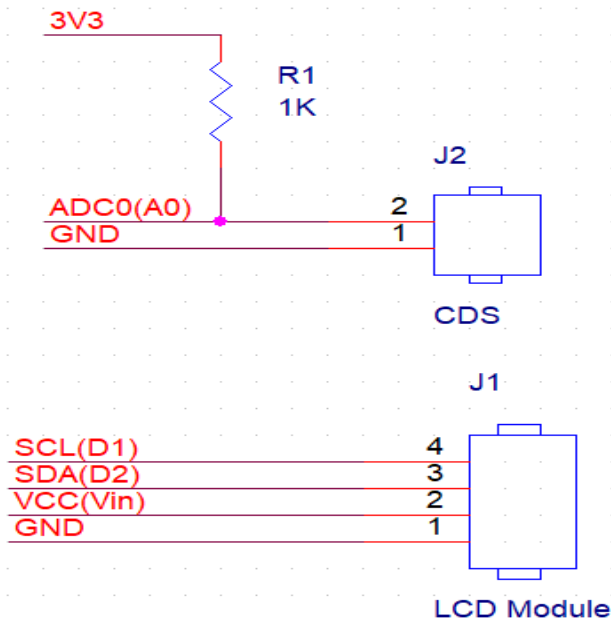 3V3
R1
1K
J2
ADC0(A0) 2
GND 1
CDS
J1
SCL(D1) 4
SDA(D2) 3
VCC(Vin) 2
GND 1
LCD Module